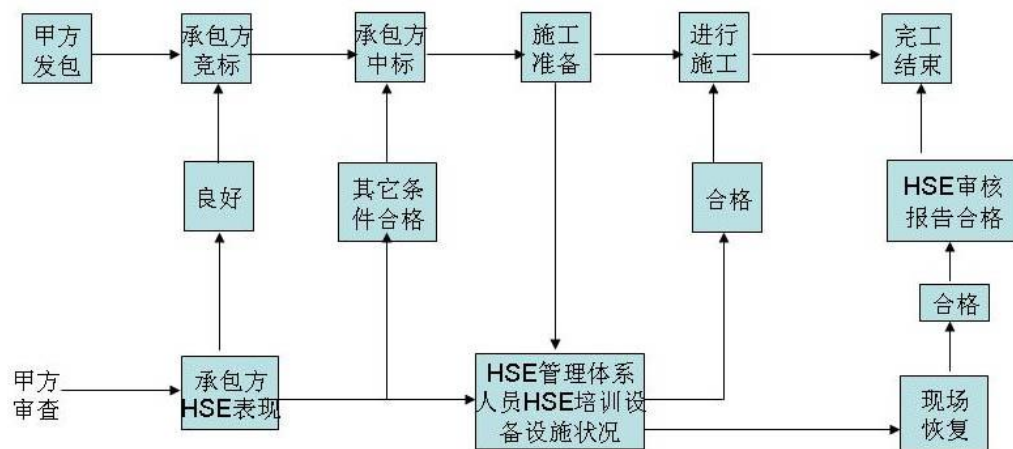 甲方
发包
承包方
竞标
承包方
中标
施工
准备
进行
施工
完工
结束
良好
其它条
件合格
合格
HSE审核
报告合格
合格
甲方
审查
承包方
HSE表现
HSE管理体系
人员HSE培训设
备设施状况
现场
恢复